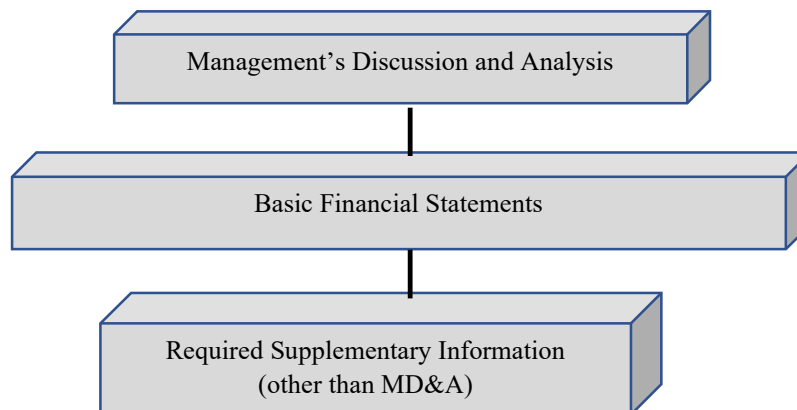 Management’s Discussion and Analysis
Basic Financial Statements
Required Supplementary Information
(other than MD&A)